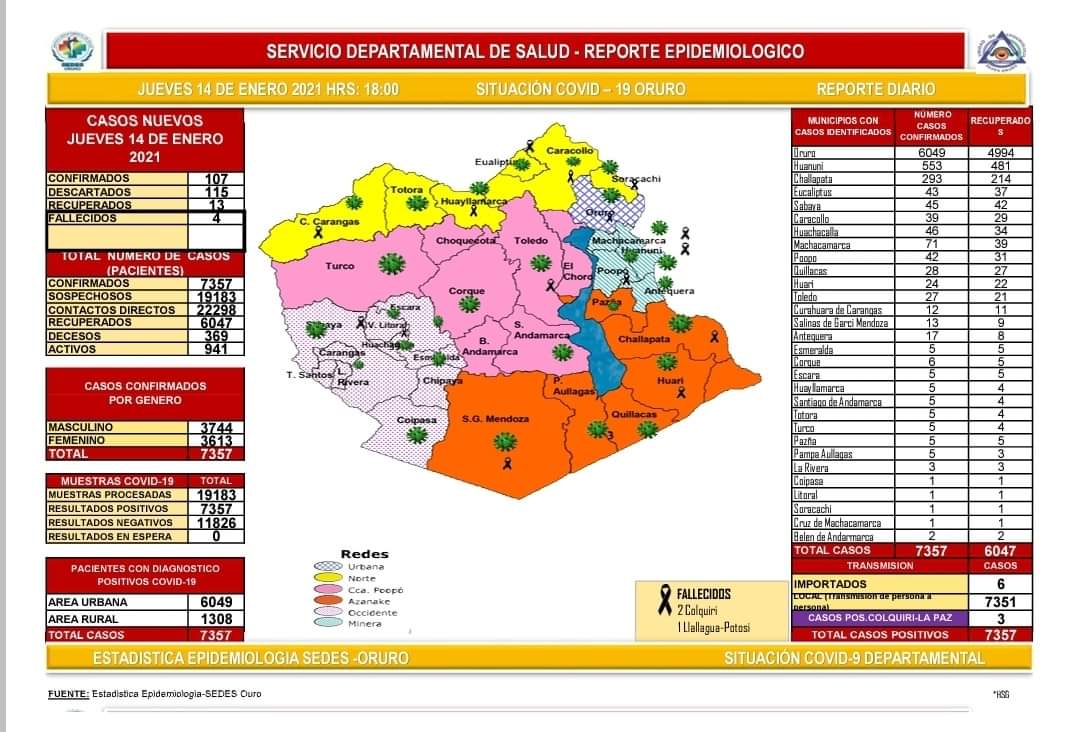 SERVICIO DEPARTAMENTAL DE SALUD - REPORTE EPIDEMIOLOGICO
JUEVES 14 DE ENERO 2021 HRS: 18:00 SITUACIÓN COVID – 19 ORURO REPORTE DIARIO
CASOS NUEVOS
JUEVES 14 DE ENERO
2021
CONFIRMADOS 107
DESCARTADOS 115
RECUPERADOS 13
FALLECIDOS 4
TOTAL NUMERO DE CASOS
(PACIENTES)
CONFIRMADOS 7357
SOSPECHOSOS 19183
CONTACTOS DIRECTOS 22298
RECUPERADOS 6047
DECESOS 369
ACTIVOS 941
CASOS CONFIRMADOS
POR GENERO
MASCULINO 3744
FEMENINO 3613
TOTAL 7357
MUESTRAS COVID-19 TOTAL
MUESTRAS PROCESADAS 19183
RESULTADOS POSITIVOS 7357
RESULTADOS NEGATIVOS 11826
RESULTADOS EN ESPERA 0
PACIENTES CON DIAGNOSTICO
POSITIVOS COVID-19
AREA URBANA 6049
AREA RURAL 1308
TOTAL CASOS 7357
Caracollo
Eualiptu
Soracachi
Totora
Huayllamarca
Oruro
C. Carangas
Choquecota Toledo
Machacamarca
Huanuni
Turco
El
Choro
Poopó
Antequera
Corque
Pazña
Escara
V. Litoral
S.
Andamarca
Challapata
B.
Andamarca
Carangas
Esmeralda
T. Santos
L.
Rivera
Chipaya
P.
Aullagas
Huari
Coipasa
S.G. Mendoza
Quillacas
3
Redes
Urbana
Norte
Cca. Poopó
Azanake
Occidente
Minera
FALLECIDOS
2 Colquiri
1 Llallagua-Potosi
MUNICIPIOS CON
CASOS IDENTIFICADOS
NÚMERO
CASOS
CONFIRMADOS
RECUPERADO
S
Oruro 6049 4994
Huanuni 553 481
Challapata 293 214
Eucaliptus 43 37
Sabaya 45 42
Caracollo 39 29
Huachacalla 46 34
Machacamarca 71 39
Poopo 42 31
Quillacas 28 27
Huari 24 22
Toledo 27 21
Curahuara de Carangas 12 11
Salinas de Garci Mendoza 13 9
Antequera 17 8
Esmeralda 5 5
Corque 6 5
Escara 5 5
Huayllamarca 5 4
Santiago de Andamarca 5 4
Totora 5 4
Turco 5 4
Pazña 5 5
Pampa Aullagas 5 3
La Rivera 3 3
Coipasa 1 1
Litoral 1 1
Soracachi 1 1
Cruz de Machacamarca 1 1
Belen de Andarmarca 2 2
TOTAL CASOS 7357 6047
TRANSMISION CASOS
IMPORTADOS 6
LOCAL (Transmision de persona a
persona) 7351
CASOS POS.COLQUIRI-LA PAZ 3
TOTAL CASOS POSITIVOS 7357
ESTADISTICA EPIDEMIOLOGIA SEDES -ORURO SITUACIÓN COVID-9 DEPARTAMENTAL
FUENTE: Estadistica Epidemiologia-SEDES Ouro *HSG